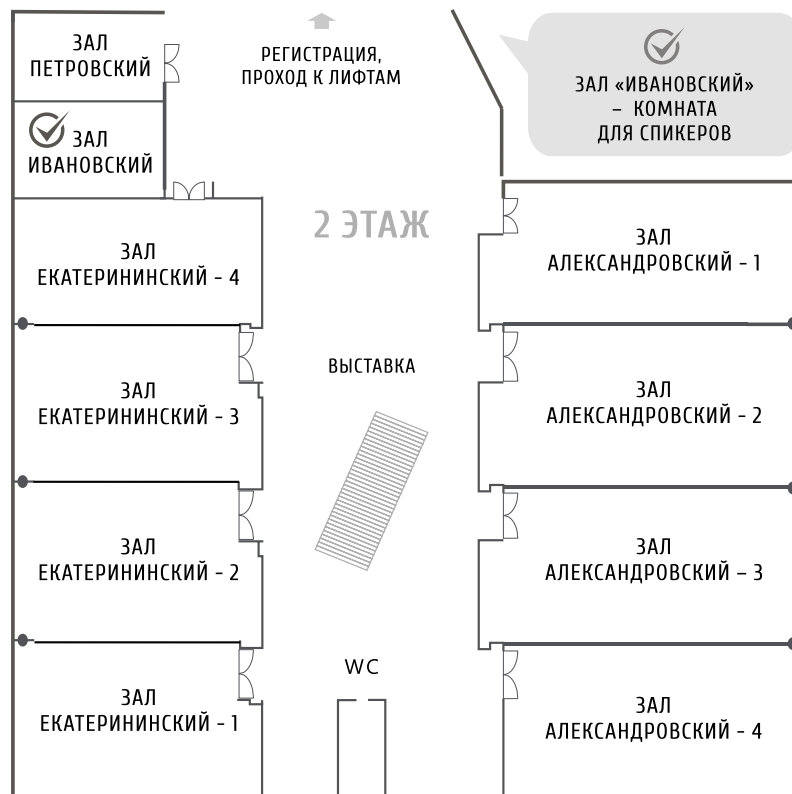 ЗАЛ
ПЕТРОВСКИЙ
РЕГИСТРАЦИЯ,
ПРОХОД К ЛИФТАМ
ЗАЛ «ИВАНОВСКИЙ»
– КОМНАТА
ДЛЯ СПИКЕРОВ
ЗАЛ
ИВАНОВСКИЙ
2 ЭТАЖ
ЗАЛ
ЕКАТЕРИНИНСКИЙ - 4
ЗАЛ
АЛЕКСАНДРОВСКИЙ - 1
ВЫСТАВКА
ЗАЛ
ЕКАТЕРИНИНСКИЙ - 3
ЗАЛ
АЛЕКСАНДРОВСКИЙ - 2
ЗАЛ
ЕКАТЕРИНИНСКИЙ - 2
ЗАЛ
АЛЕКСАНДРОВСКИЙ – 3
WC
ЗАЛ
ЕКАТЕРИНИНСКИЙ - 1
ЗАЛ
АЛЕКСАНДРОВСКИЙ - 4